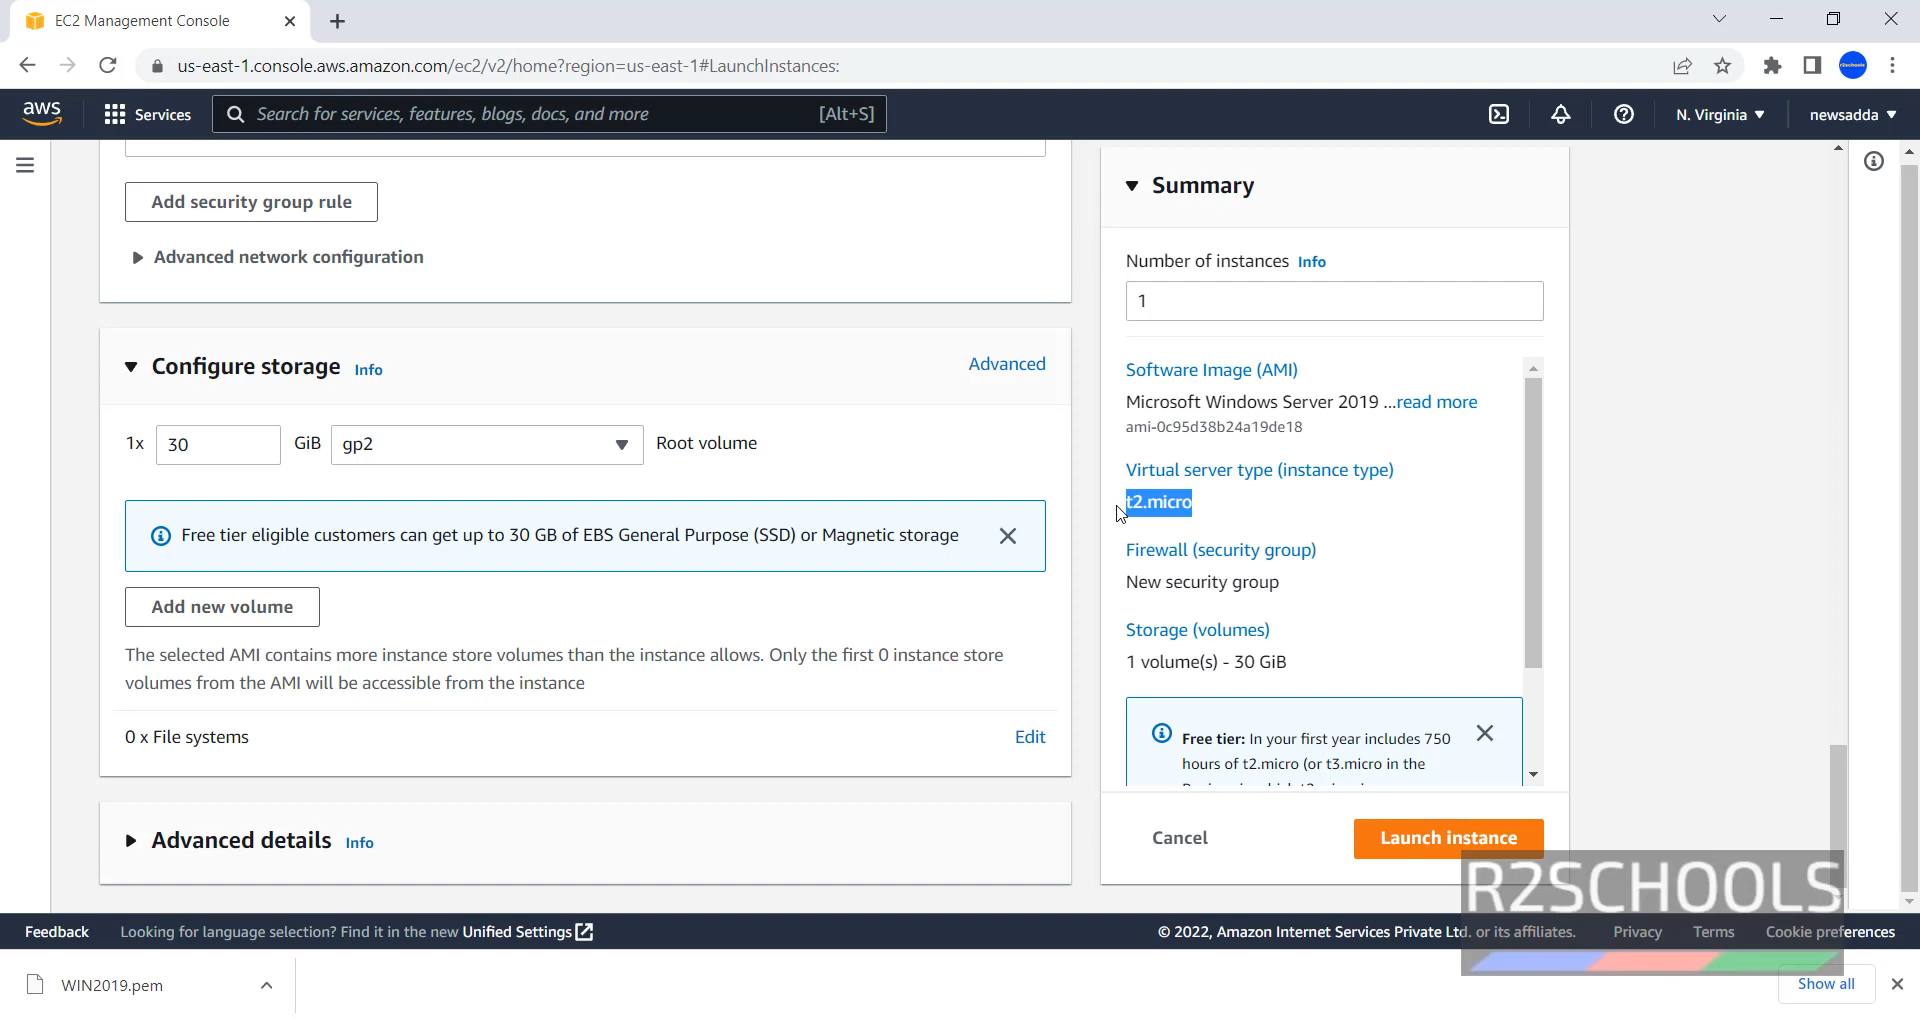 EC2 Management Console
us-east-1.console.aws.amazon.com/ec2/v2/home?region=us-east-1#LaunchInstances:
r2schools
aws
Services
Search for services, features, blogs, docs, and more
[Alt+S]
N. Virginia
newsadda
Add security group rule
Advanced network configuration
Configure storage Info
Advanced
1x 30 GiB gp2 Root volume
Free tier eligible customers can get up to 30 GB of EBS General Purpose (SSD) or Magnetic storage
Add new volume
The selected AMI contains more instance store volumes than the instance allows. Only the first 0 instance store
volumes from the AMI will be accessible from the instance
0 x File systems
Edit
Advanced details Info
Summary
Number of instances Info
1
Software Image (AMI)
Microsoft Windows Server 2019 ...read more
ami-0c95d38b24a19de18
Virtual server type (instance type)
t2.micro
Firewall (security group)
New security group
Storage (volumes)
1 volume(s) - 30 GiB
Free tier: In your first year includes 750
hours of t2.micro (or t3.micro in the
Cancel
Launch instance
R2SCHOOLS
Feedback
Looking for language selection? Find it in the new Unified Settings
© 2022, Amazon Internet Services Private Ltd. or its affiliates.
Privacy
Terms
Cookie preferences
WIN2019.pem
Show all